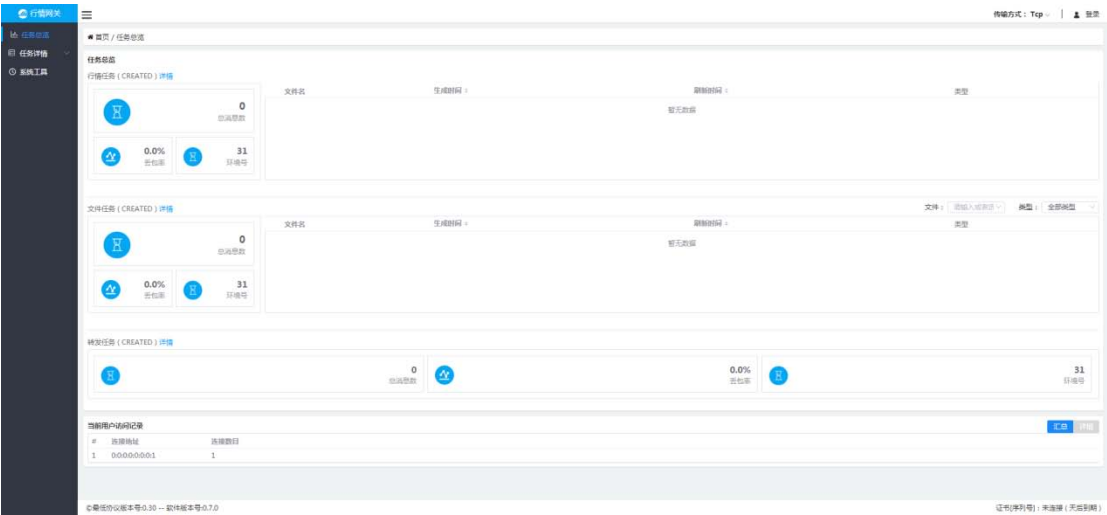 行情网关
传输方式：Tcp
登录
任务总览
任务详情
系统工具
首页 / 任务总览
任务总览
行情任务 ( CREATED ) 详情
0
总消息数
0.0%
丢包率
31
环境号
文件名 生成时间 刷新时间 类型
暂无数据
文件任务 ( CREATED ) 详情
文件： 类型： 全部类型
0
总消息数
0.0%
丢包率
31
环境号
文件名 生成时间 刷新时间 类型
暂无数据
转发任务 ( CREATED ) 详情
0
总消息数
0.0%
丢包率
31
环境号
当前用户访问记录
汇总 详细
# 连接地址 连接数目
1 0:0:0:0:0:0:0:1 1
©最低协议版本号:0.30 -- 软件版本号:0.7.0
证书[序列号]：未连接 ( 天后到期 )